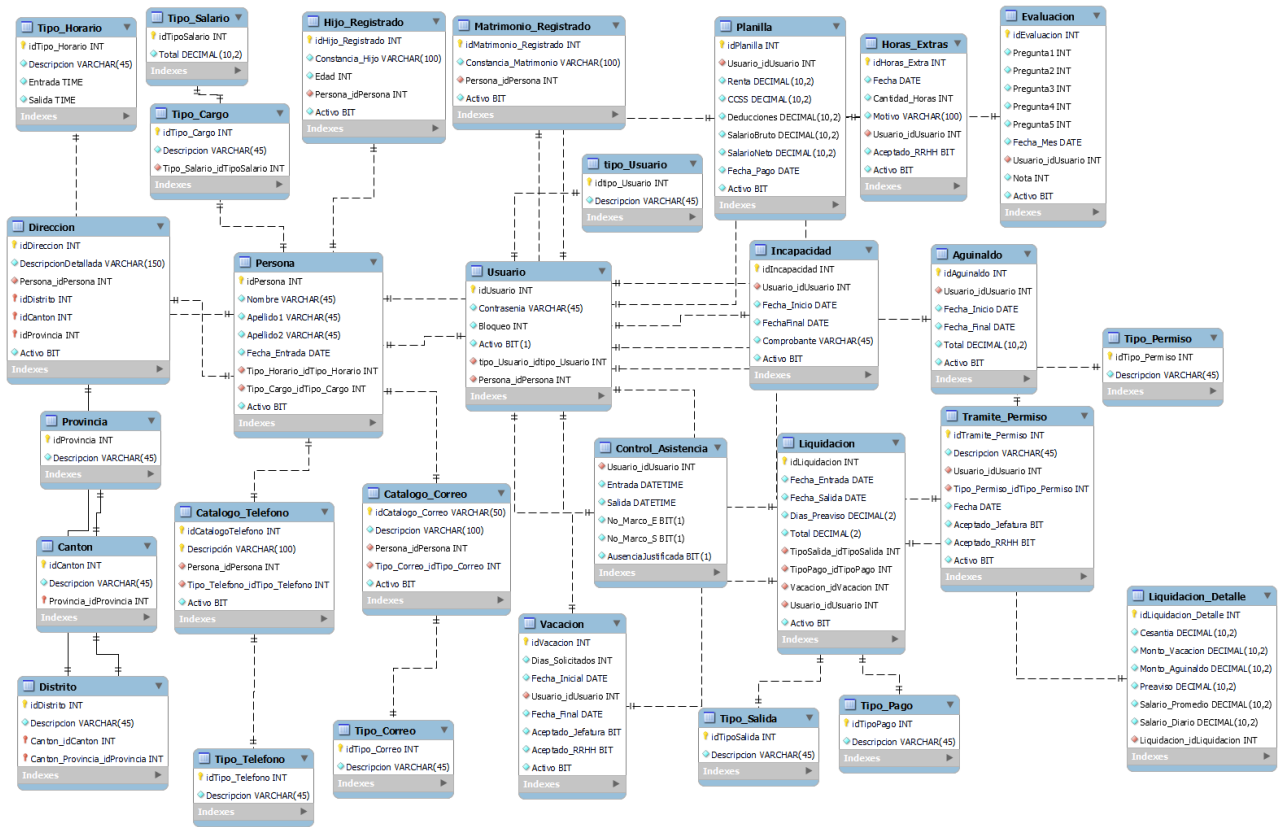 Tipo_Horario
idTipo_Horario INT
Descripcion VARCHAR(45)
Entrada TIME
Salida TIME
Indexes
Tipo_Salario
idTipoSalario INT
Total DECIMAL(10,2)
Indexes
Tipo_Cargo
idTipo_Cargo INT
Descripcion VARCHAR(45)
Tipo_Salario_idTipoSalario INT
Indexes
Hijo_Registrado
idHijo_Registrado INT
Constancia_Hijo VARCHAR(100)
Edad INT
Persona_idPersona INT
Activo BIT
Indexes
Matrimonio_Registrado
idMatrimonio_Registrado INT
Constancia_Matrimonio VARCHAR(100)
Persona_idPersona INT
Activo BIT
Indexes
tipo_Usuario
idtipo_Usuario INT
Descripcion VARCHAR(45)
Indexes
Planilla
idPlanilla INT
Usuario_idUsuario INT
Renta DECIMAL(10,2)
CCSS DECIMAL(10,2)
Deducciones DECIMAL(10,2)
SalarioBruto DECIMAL(10,2)
SalarioNeto DECIMAL(10,2)
Fecha_Pago DATE
Activo BIT
Indexes
Horas_Extras
idHoras_Extra INT
Fecha DATE
Cantidad_Horas INT
Motivo VARCHAR(100)
Usuario_idUsuario INT
Aceptado_RRHH BIT
Activo BIT
Indexes
Evaluacion
idEvaluacion INT
Pregunta1 INT
Pregunta2 INT
Pregunta3 INT
Pregunta4 INT
Pregunta5 INT
Fecha_Mes DATE
Usuario_idUsuario INT
Nota INT
Activo BIT
Indexes
Direccion
idDireccion INT
DescripcionDetallada VARCHAR(150)
Persona_idPersona INT
idDistrito INT
idCanton INT
idProvincia INT
Activo BIT
Indexes
Persona
idPersona INT
Nombre VARCHAR(45)
Apellido1 VARCHAR(45)
Apellido2 VARCHAR(45)
Fecha_Entrada DATE
Tipo_Horario_idTipo_Horario INT
Tipo_Cargo_idTipo_Cargo INT
Activo BIT
Indexes
Usuario
idUsuario INT
Contrasenia VARCHAR(45)
Bloqueo INT
Activo BIT(1)
tipo_Usuario_idtipo_Usuario INT
Persona_idPersona INT
Indexes
Incapacidad
idIncapacidad INT
Usuario_idUsuario INT
Fecha_Inicio DATE
FechaFinal DATE
Comprobante VARCHAR(45)
Activo BIT
Indexes
Aguinaldo
idAguinaldo INT
Usuario_idUsuario INT
Fecha_Inicio DATE
Fecha_Final DATE
Total DECIMAL(10,2)
Activo BIT
Indexes
Tipo_Permiso
idTipo_Permiso INT
Descripcion VARCHAR(45)
Indexes
Provincia
idProvincia INT
Descripcion VARCHAR(45)
Indexes
Canton
idCanton INT
Descripcion VARCHAR(45)
Provincia_idProvincia INT
Indexes
Distrito
idDistrito INT
Descripcion VARCHAR(45)
Canton_idCanton INT
Canton_Provincia_idProvincia INT
Indexes
Catalogo_Telefono
idCatalogoTelefono INT
Descripción VARCHAR(100)
Persona_idPersona INT
Tipo_Telefono_idTipo_Telefono INT
Activo BIT
Indexes
Tipo_Telefono
idTipo_Telefono INT
Descripcion VARCHAR(45)
Indexes
Catalogo_Correo
idCatalogo_Correo VARCHAR(50)
Descripcion VARCHAR(100)
Persona_idPersona INT
Tipo_Correo_idTipo_Correo INT
Activo BIT
Indexes
Tipo_Correo
idTipo_Correo INT
Descripcion VARCHAR(45)
Indexes
Control_Asistencia
Usuario_idUsuario INT
Entrada DATETIME
Salida DATETIME
No_Marco_E BIT(1)
No_Marco_S BIT(1)
AusenciaJustificada BIT(1)
Indexes
Vacacion
idVacacion INT
Dias_Solicitados INT
Fecha_Inicial DATE
Usuario_idUsuario INT
Fecha_Final DATE
Aceptado_Jefatura BIT
Aceptado_RRHH BIT
Activo BIT
Indexes
Liquidacion
idLiquidacion INT
Fecha_Entrada DATE
Fecha_Salida DATE
Dias_Preaviso DECIMAL(2)
Total DECIMAL(2)
TipoSalida_idTipoSalida INT
TipoPago_idTipoPago INT
Vacacion_idVacacion INT
Usuario_idUsuario INT
Activo BIT
Indexes
Tipo_Salida
idTipoSalida INT
Descripcion VARCHAR(45)
Indexes
Tipo_Pago
idTipoPago INT
Descripcion VARCHAR(45)
Indexes
Tramite_Permiso
idTramite_Permiso INT
Descripcion VARCHAR(45)
Usuario_idUsuario INT
Tipo_Permiso_idTipo_Permiso INT
Fecha DATE
Aceptado_Jefatura BIT
Aceptado_RRHH BIT
Activo BIT
Indexes
Liquidacion_Detalle
idLiquidacion_Detalle INT
Cesantia DECIMAL(10,2)
Monto_Vacacion DECIMAL(10,2)
Monto_Aguinaldo DECIMAL(10,2)
Preaviso DECIMAL(10,2)
Salario_Promedio DECIMAL(10,2)
Salario_Diario DECIMAL(10,2)
Liquidacion_idLiquidacion INT
Indexes